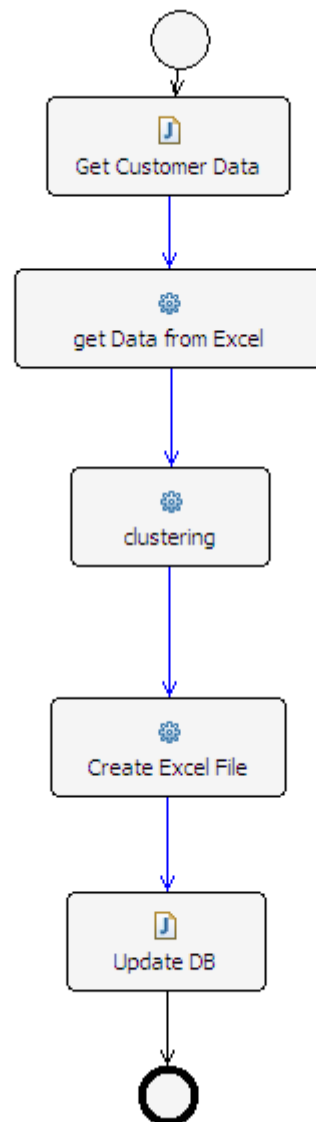 Get Customer Data
get Data from Excel
clustering
Create Excel File
Update DB